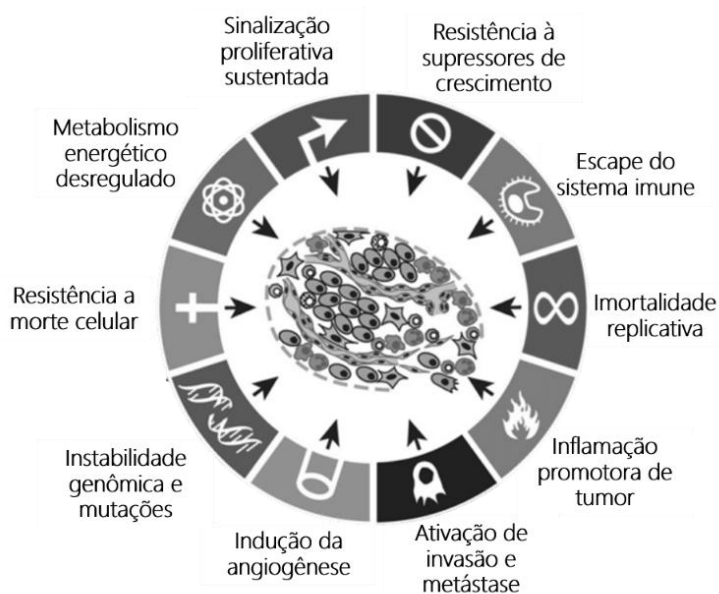 Sinalização
proliferativa
sustentada
Resistência à
supressores de
crescimento
Metabolismo
energético
desregulado
Escape do
sistema imune
Resistência a
morte celular
Imortalidade
replicativa
Instabilidade
genômica e
mutações
Inflamação
promotora de
tumor
Indução da
angiogênese
Ativação de
invasão e
metástase